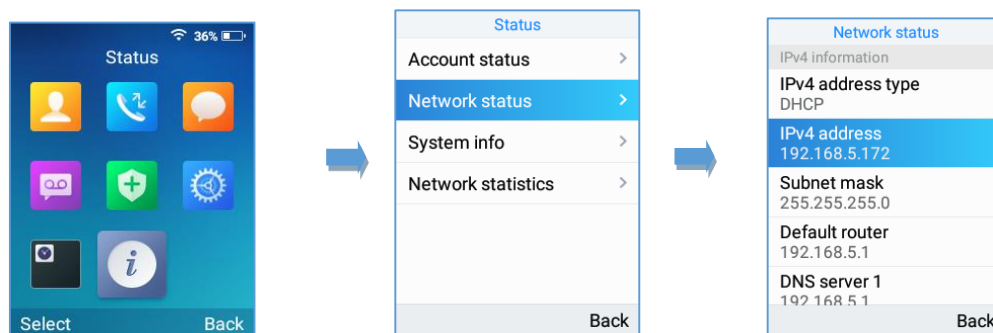 36%
Status
Select Back
Status
Account status
Network status
System info
Network statistics
Back
Network status
IPv4 information
IPv4 address type
DHCP
IPv4 address
192.168.5.172
Subnet mask
255.255.255.0
Default router
192.168.5.1
DNS server 1
192.168.5.1
Back